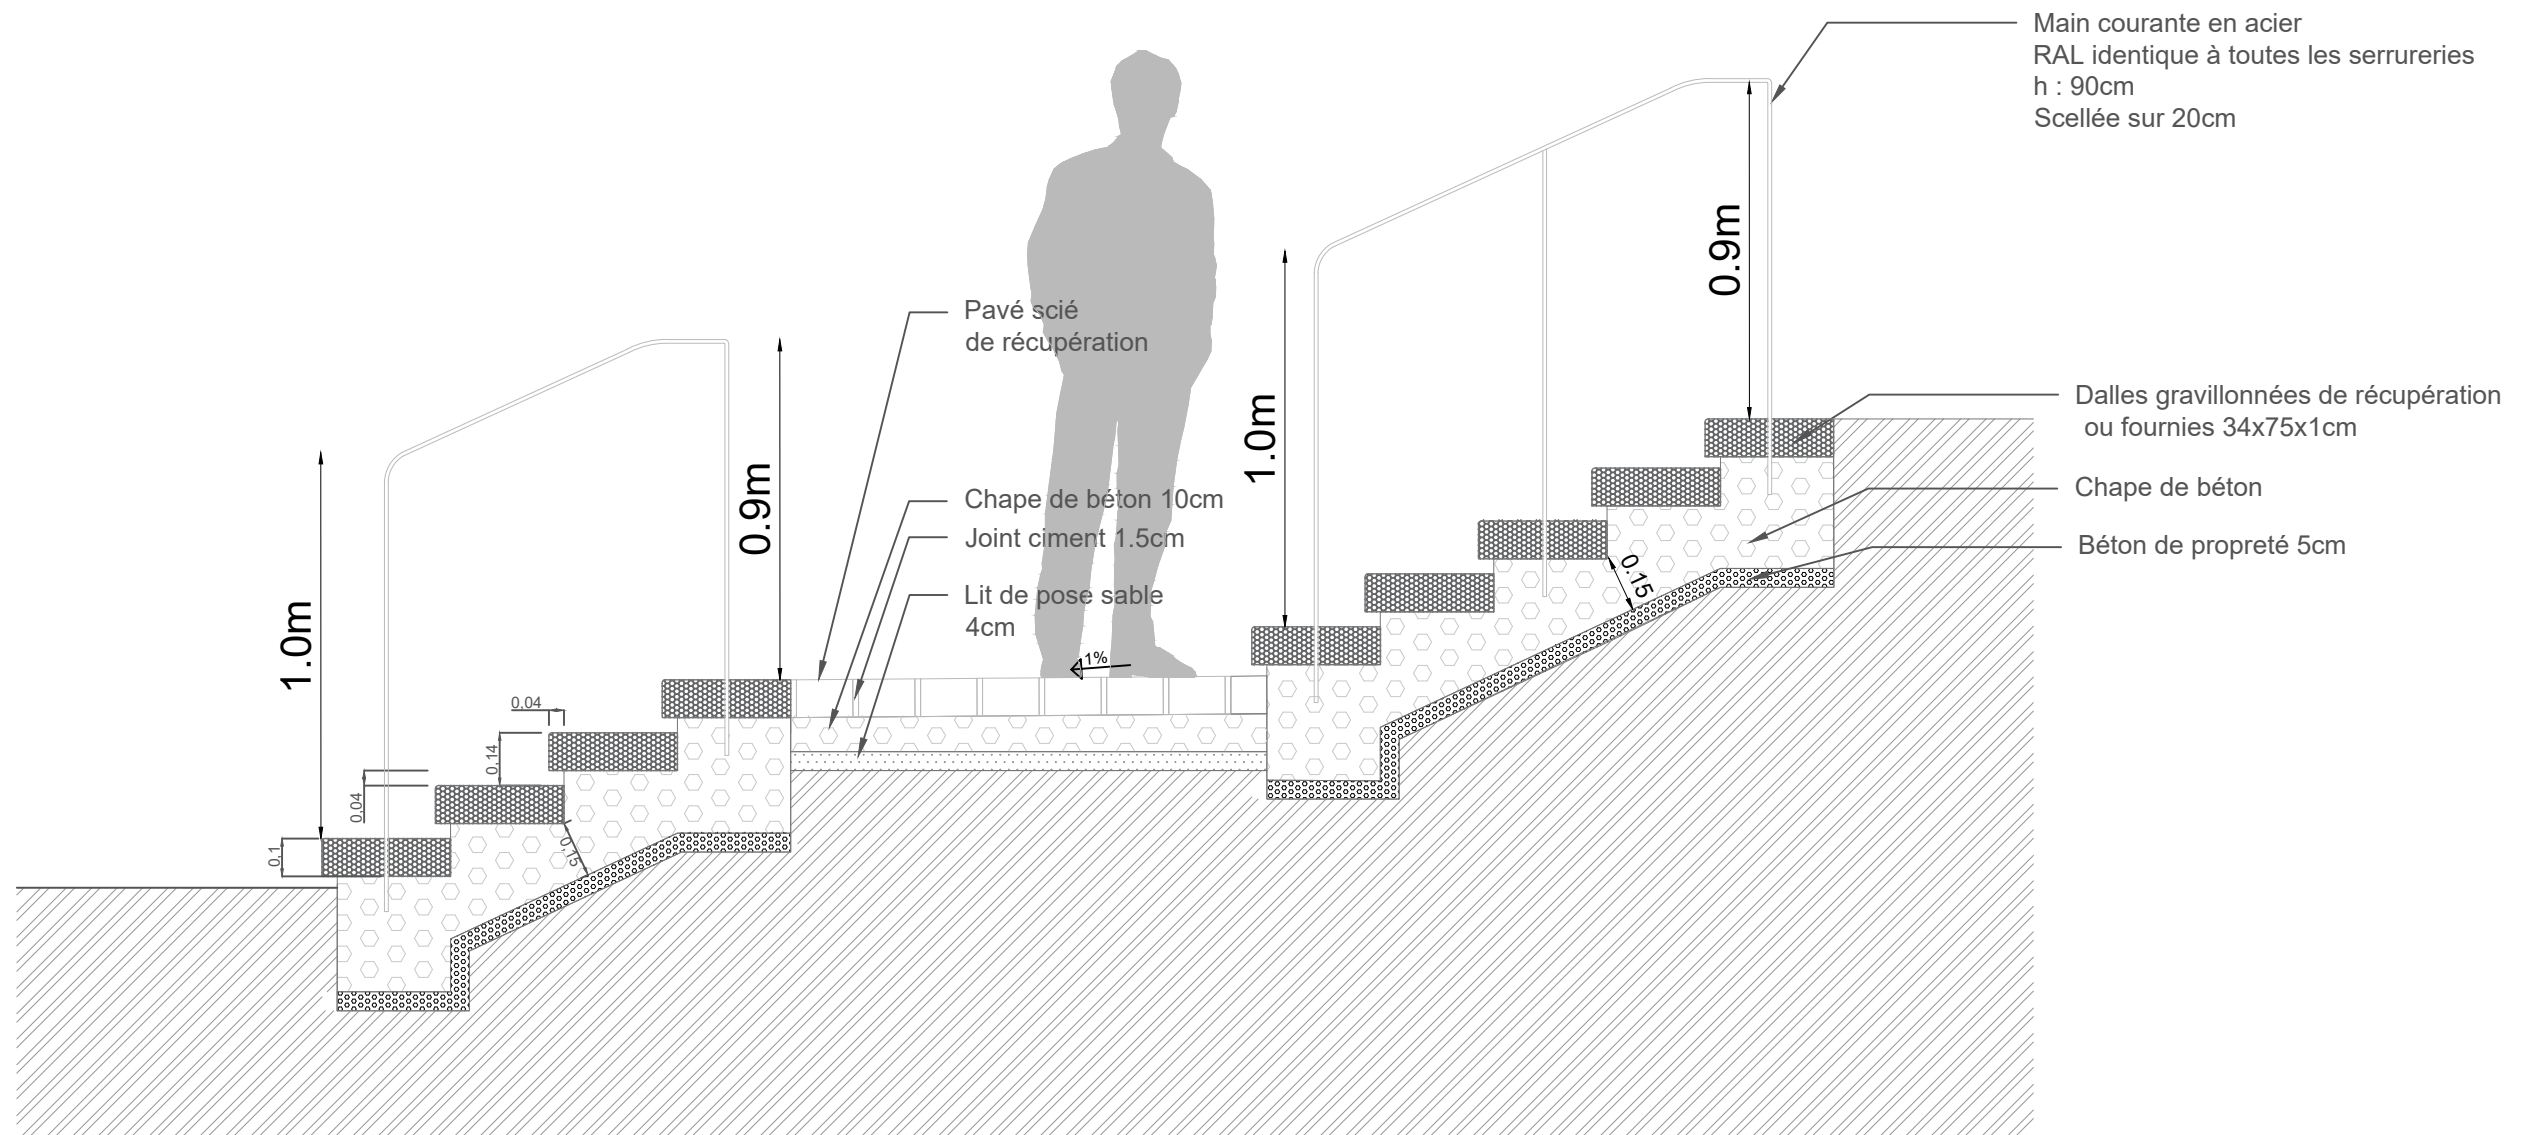 Main courante en acier
RAL identique à toutes les serrureries
h : 90cm
Scellée sur 20cm
0.9m
Pavé scié
de récupération
1.0m
Dalles gravillonnées de récupération
ou fournies 34x75x1cm
0.9m
Chape de béton 10cm
Chape de béton
Joint ciment 1.5cm
Béton de propreté 5cm
0.15
Lit de pose sable
4cm
1.0m
1%
0,04
0,14
0,04
0,1
0,15